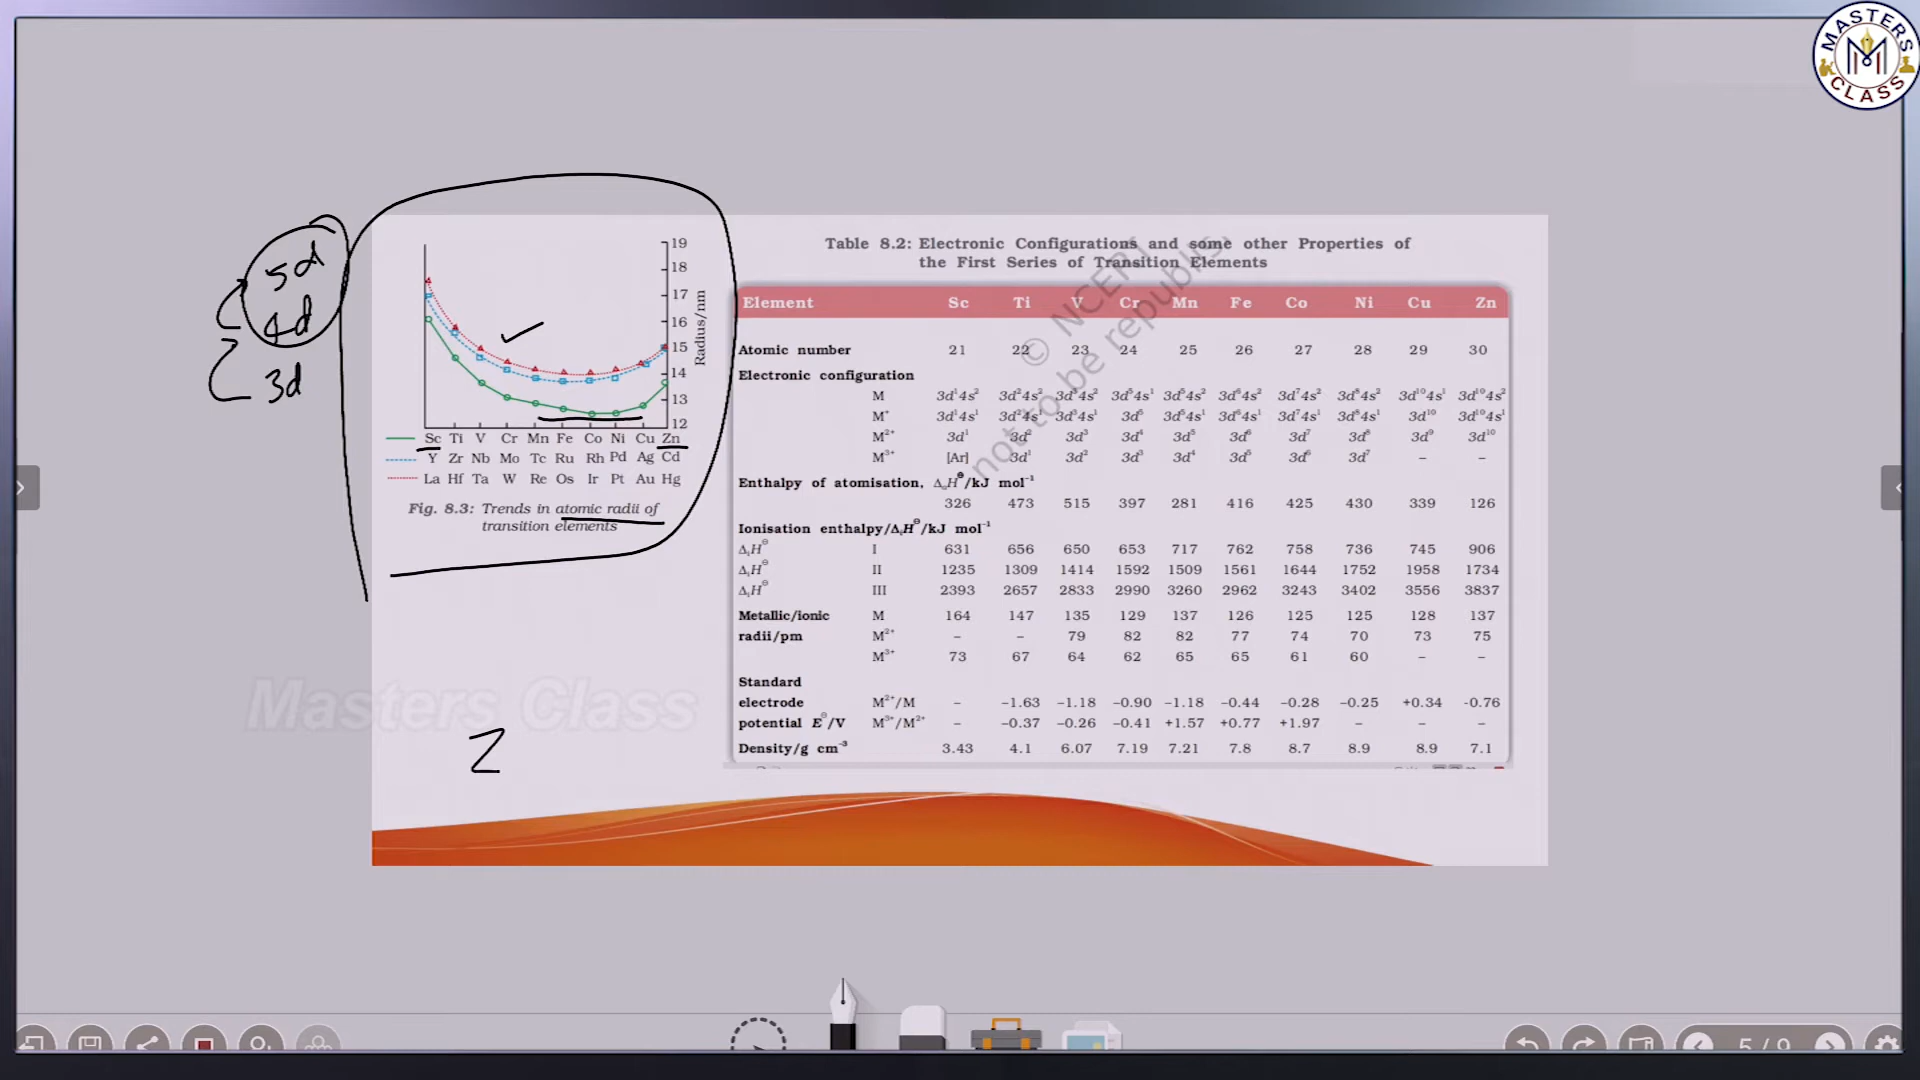 MASTERS
CLASS
5d
4d
3d
19
18
17
16
15
14
13
12
Radius/nm
Sc Ti V Cr Mn Fe Co Ni Cu Zn
Y Zr Nb Mo Tc Ru Rh Pd Ag Cd
La Hf Ta W Re Os Ir Pt Au Hg
Fig. 8.3: Trends in atomic radii of
transition elements
Masters Class
Z
Table 8.2: Electronic Configurations and some other Properties of
the First Series of Transition Elements
© NCERT
not to be republis
Element Sc Ti V Cr Mn Fe Co Ni Cu Zn
Atomic number 21 22 23 24 25 26 27 28 29 30
Electronic configuration
M 3d¹4s² 3d²4s² 3d³4s² 3d⁵4s¹ 3d⁵4s² 3d⁶4s² 3d⁷4s² 3d⁸4s² 3d¹⁰4s¹ 3d¹⁰4s²
M⁺ 3d¹4s¹ 3d²4s¹ 3d³4s¹ 3d⁵ 3d⁵4s¹ 3d⁶4s¹ 3d⁷4s¹ 3d⁸4s¹ 3d¹⁰ 3d¹⁰4s¹
M²⁺ 3d¹ 3d² 3d³ 3d⁴ 3d⁵ 3d⁶ 3d⁷ 3d⁸ 3d⁹ 3d¹⁰
M³⁺ [Ar] 3d¹ 3d² 3d³ 3d⁴ 3d⁵ 3d⁶ 3d⁷ – –
Enthalpy of atomisation, ΔₐH⊖/kJ mol⁻¹
326 473 515 397 281 416 425 430 339 126
Ionisation enthalpy/ΔᵢH⊖/kJ mol⁻¹
ΔᵢH⊖ I 631 656 650 653 717 762 758 736 745 906
ΔᵢH⊖ II 1235 1309 1414 1592 1509 1561 1644 1752 1958 1734
ΔᵢH⊖ III 2393 2657 2833 2990 3260 2962 3243 3402 3556 3837
Metallic/ionic M 164 147 135 129 137 126 125 125 128 137
radii/pm M²⁺ – – 79 82 82 77 74 70 73 75
M³⁺ 73 67 64 62 65 65 61 60 – –
Standard
electrode M²⁺/M – –1.63 –1.18 –0.90 –1.18 –0.44 –0.28 –0.25 +0.34 -0.76
potential E⊖/V M³⁺/M²⁺ – –0.37 –0.26 –0.41 +1.57 +0.77 +1.97 – – –
Density/g cm⁻³ 3.43 4.1 6.07 7.19 7.21 7.8 8.7 8.9 8.9 7.1
5 / 9